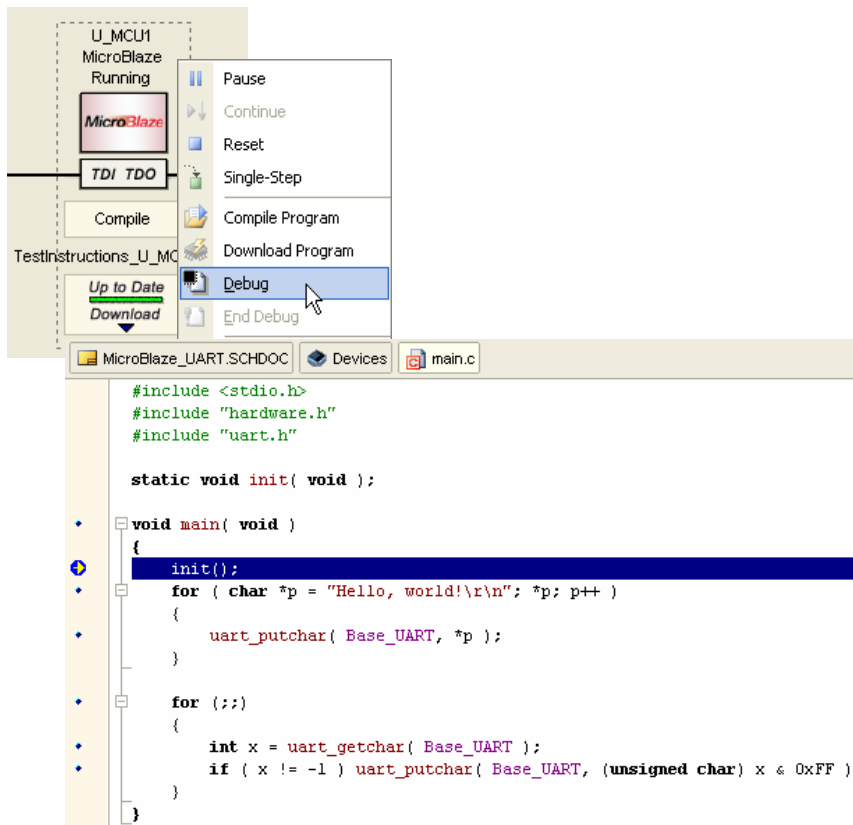 U_MCU1
MicroBlaze
Running
MicroBlaze
TDI TDO
Compile
TestInstructions_U_MC
Up to Date
Download
Pause
Continue
Reset
Single-Step
Compile Program
Download Program
Debug
End Debug
MicroBlaze_UART.SCHDOC Devices main.c
#include <stdio.h>
#include "hardware.h"
#include "uart.h"
static void init( void );
void main( void )
{
init();
for ( char *p = "Hello, world!\r\n"; *p; p++ )
{
uart_putchar( Base_UART, *p );
}
for (;;)
{
int x = uart_getchar( Base_UART );
if ( x != -1 ) uart_putchar( Base_UART, (unsigned char) x & 0xFF )
}
}